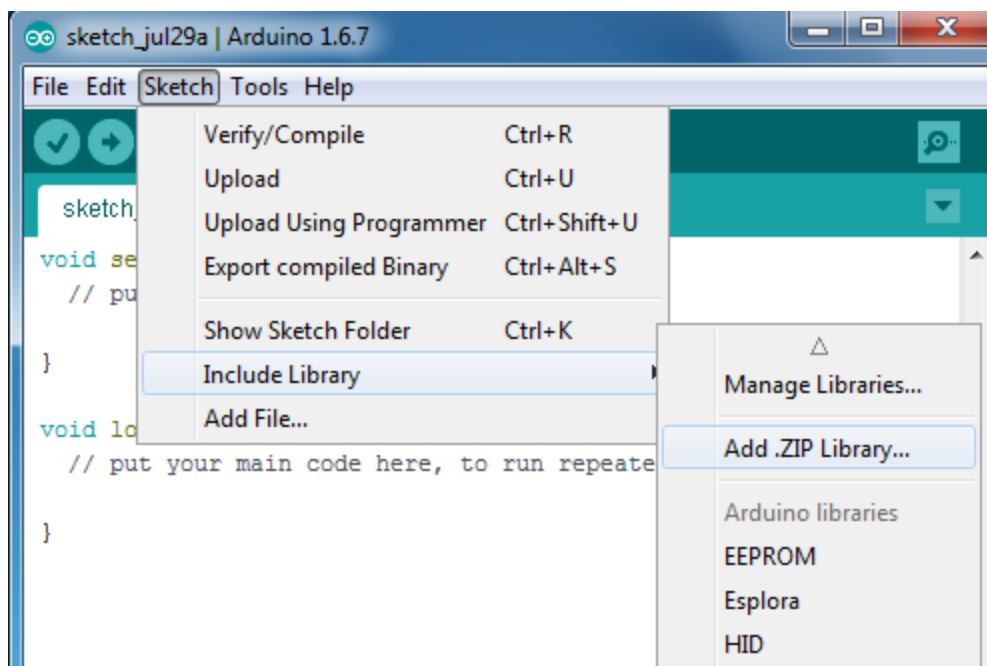 sketch_jul29a | Arduino 1.6.7
File Edit Sketch Tools Help
Verify/Compile Ctrl+R
Upload Ctrl+U
Upload Using Programmer Ctrl+Shift+U
Export compiled Binary Ctrl+Alt+S
Show Sketch Folder Ctrl+K
Include Library
Add File...
Manage Libraries...
Add .ZIP Library...
Arduino libraries
EEPROM
Esplora
HID
sketch_
void se
// pu
}
void lo
// put your main code here, to run repeate
}